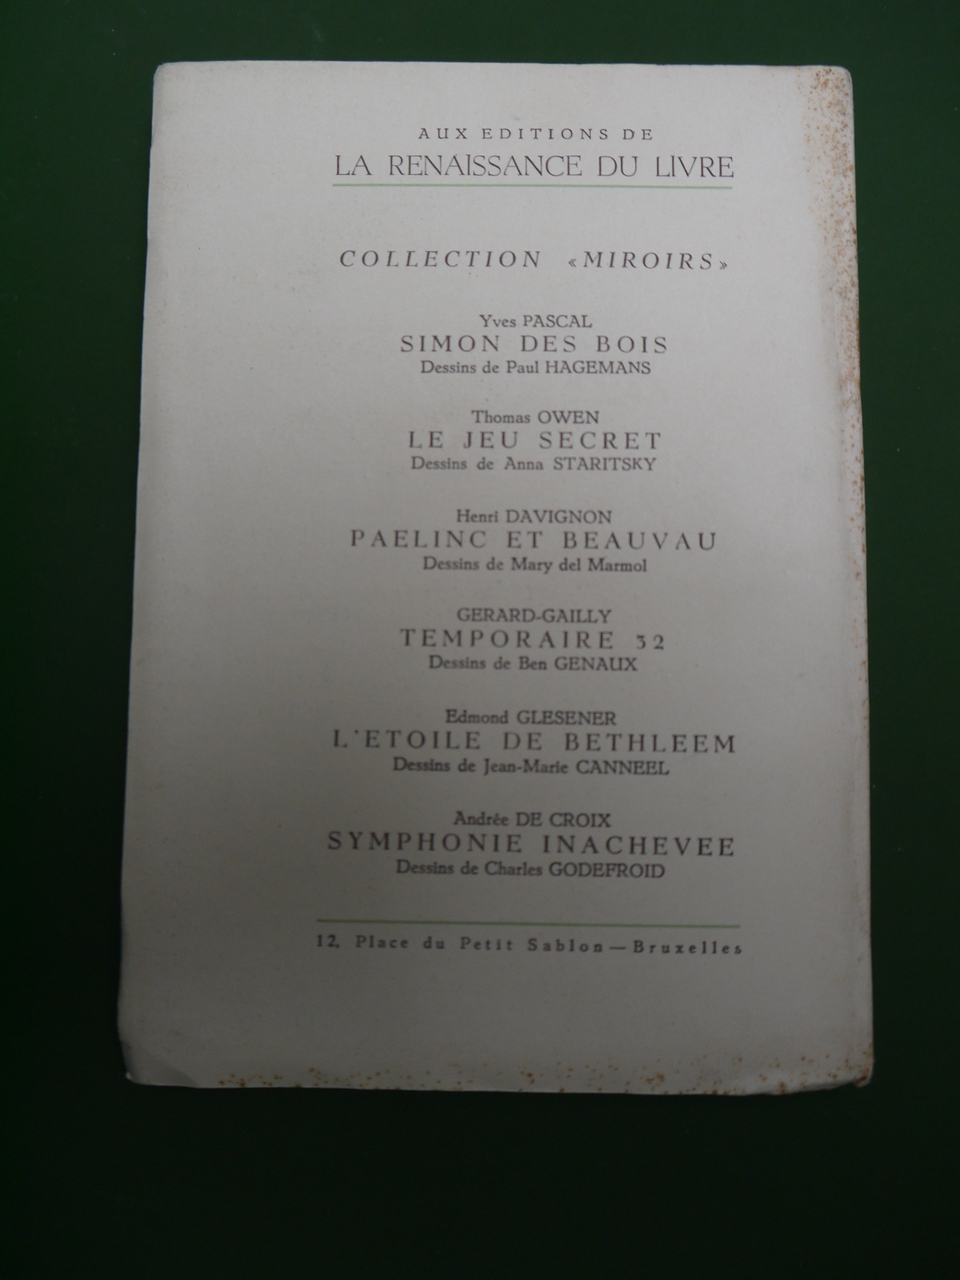 AUX EDITIONS DE
LA RENAISSANCE DU LIVRE
COLLECTION «MIROIRS»
Yves PASCAL
SIMON DES BOIS
Dessins de Paul HAGEMANS
Thomas OWEN
LE JEU SECRET
Dessins de Anna STARITSKY
Henri DAVIGNON
PAELINC ET BEAUVAU
Dessins de Mary del Marmol
GERARD-GAILLY
TEMPORAIRE 32
Dessins de Ben GENAUX
Edmond GLESENER
L'ETOILE DE BETHLEEM
Dessins de Jean-Marie CANNEEL
Andrée DE CROIX
SYMPHONIE INACHEVEE
Dessins de Charles GODEFROID
12, Place du Petit Sablon — Bruxelles